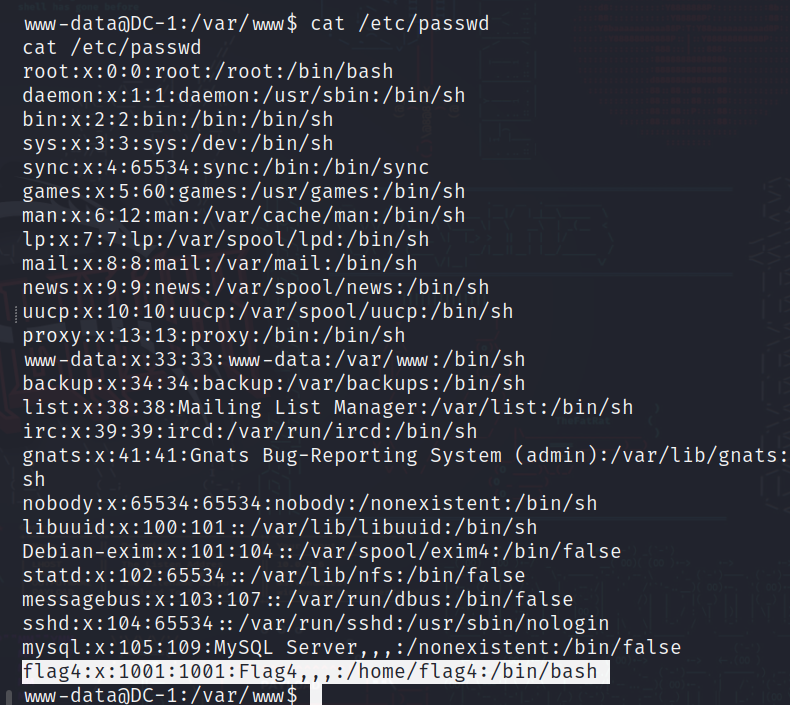 www-data@DC-1:/var/www$ cat /etc/passwd
cat /etc/passwd
root:x:0:0:root:/root:/bin/bash
daemon:x:1:1:daemon:/usr/sbin:/bin/sh
bin:x:2:2:bin:/bin:/bin/sh
sys:x:3:3:sys:/dev:/bin/sh
sync:x:4:65534:sync:/bin:/bin/sync
games:x:5:60:games:/usr/games:/bin/sh
man:x:6:12:man:/var/cache/man:/bin/sh
lp:x:7:7:lp:/var/spool/lpd:/bin/sh
mail:x:8:8:mail:/var/mail:/bin/sh
news:x:9:9:news:/var/spool/news:/bin/sh
uucp:x:10:10:uucp:/var/spool/uucp:/bin/sh
proxy:x:13:13:proxy:/bin:/bin/sh
www-data:x:33:33:www-data:/var/www:/bin/sh
backup:x:34:34:backup:/var/backups:/bin/sh
list:x:38:38:Mailing List Manager:/var/list:/bin/sh
irc:x:39:39:ircd:/var/run/ircd:/bin/sh
gnats:x:41:41:Gnats Bug-Reporting System (admin):/var/lib/gnats:
sh
nobody:x:65534:65534:nobody:/nonexistent:/bin/sh
libuuid:x:100:101::/var/lib/libuuid:/bin/sh
Debian-exim:x:101:104::/var/spool/exim4:/bin/false
statd:x:102:65534::/var/lib/nfs:/bin/false
messagebus:x:103:107::/var/run/dbus:/bin/false
sshd:x:104:65534::/var/run/sshd:/usr/sbin/nologin
mysql:x:105:109:MySQL Server,,,:/nonexistent:/bin/false
flag4:x:1001:1001:Flag4,,,:/home/flag4:/bin/bash
www-data@DC-1:/var/www$